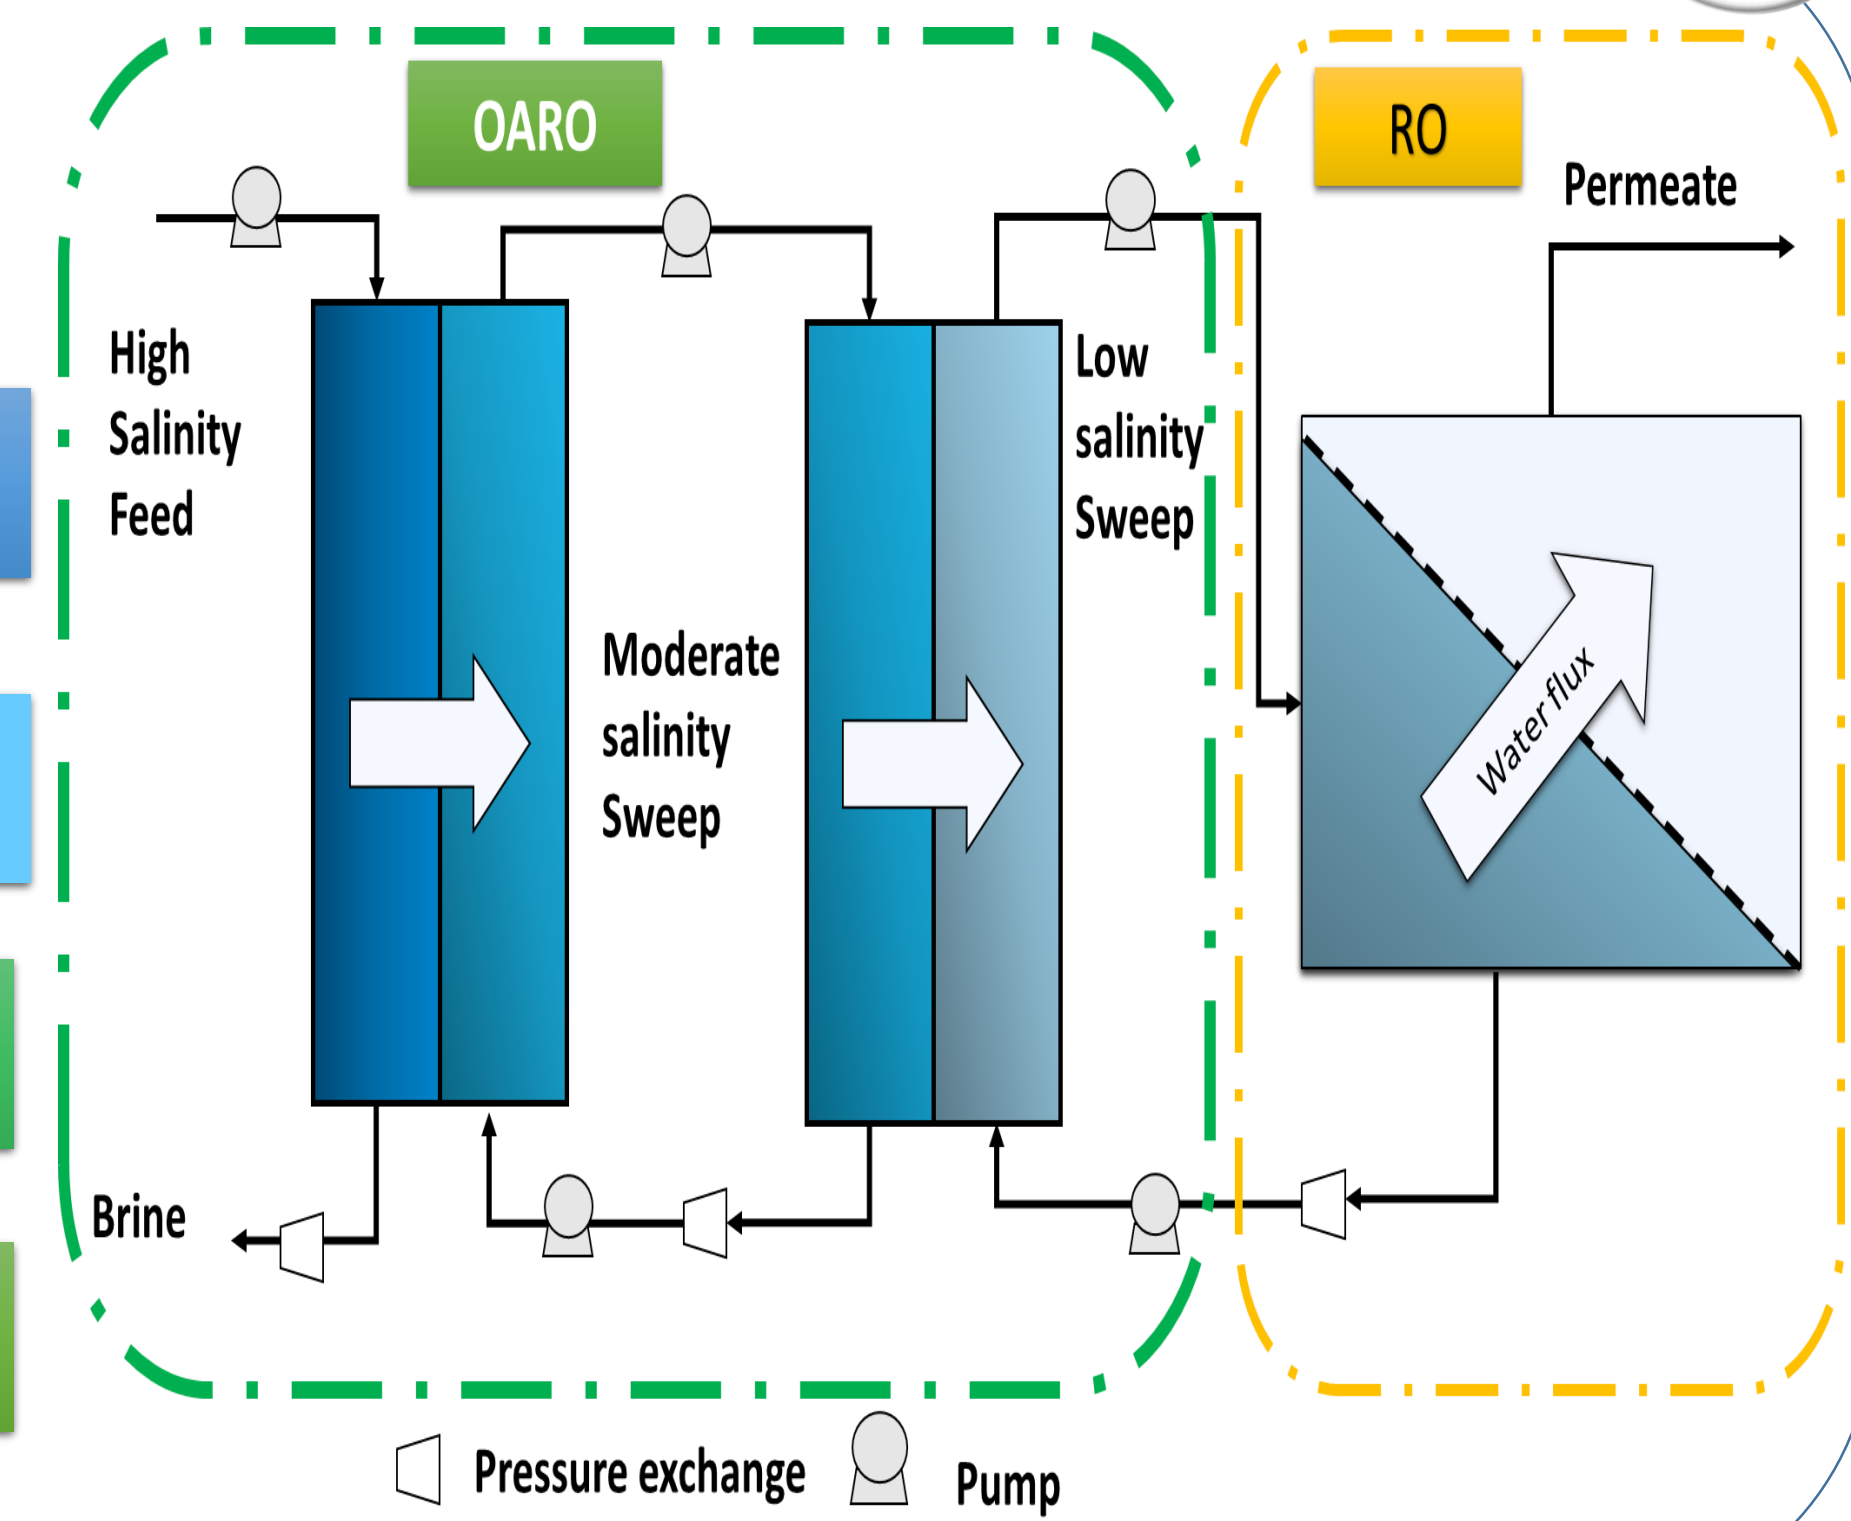 OARO
RO
Permeate
High
Salinity
Feed
Low
salinity
Sweep
Moderate
salinity
Sweep
Water flux
Brine
Pressure exchange
Pump